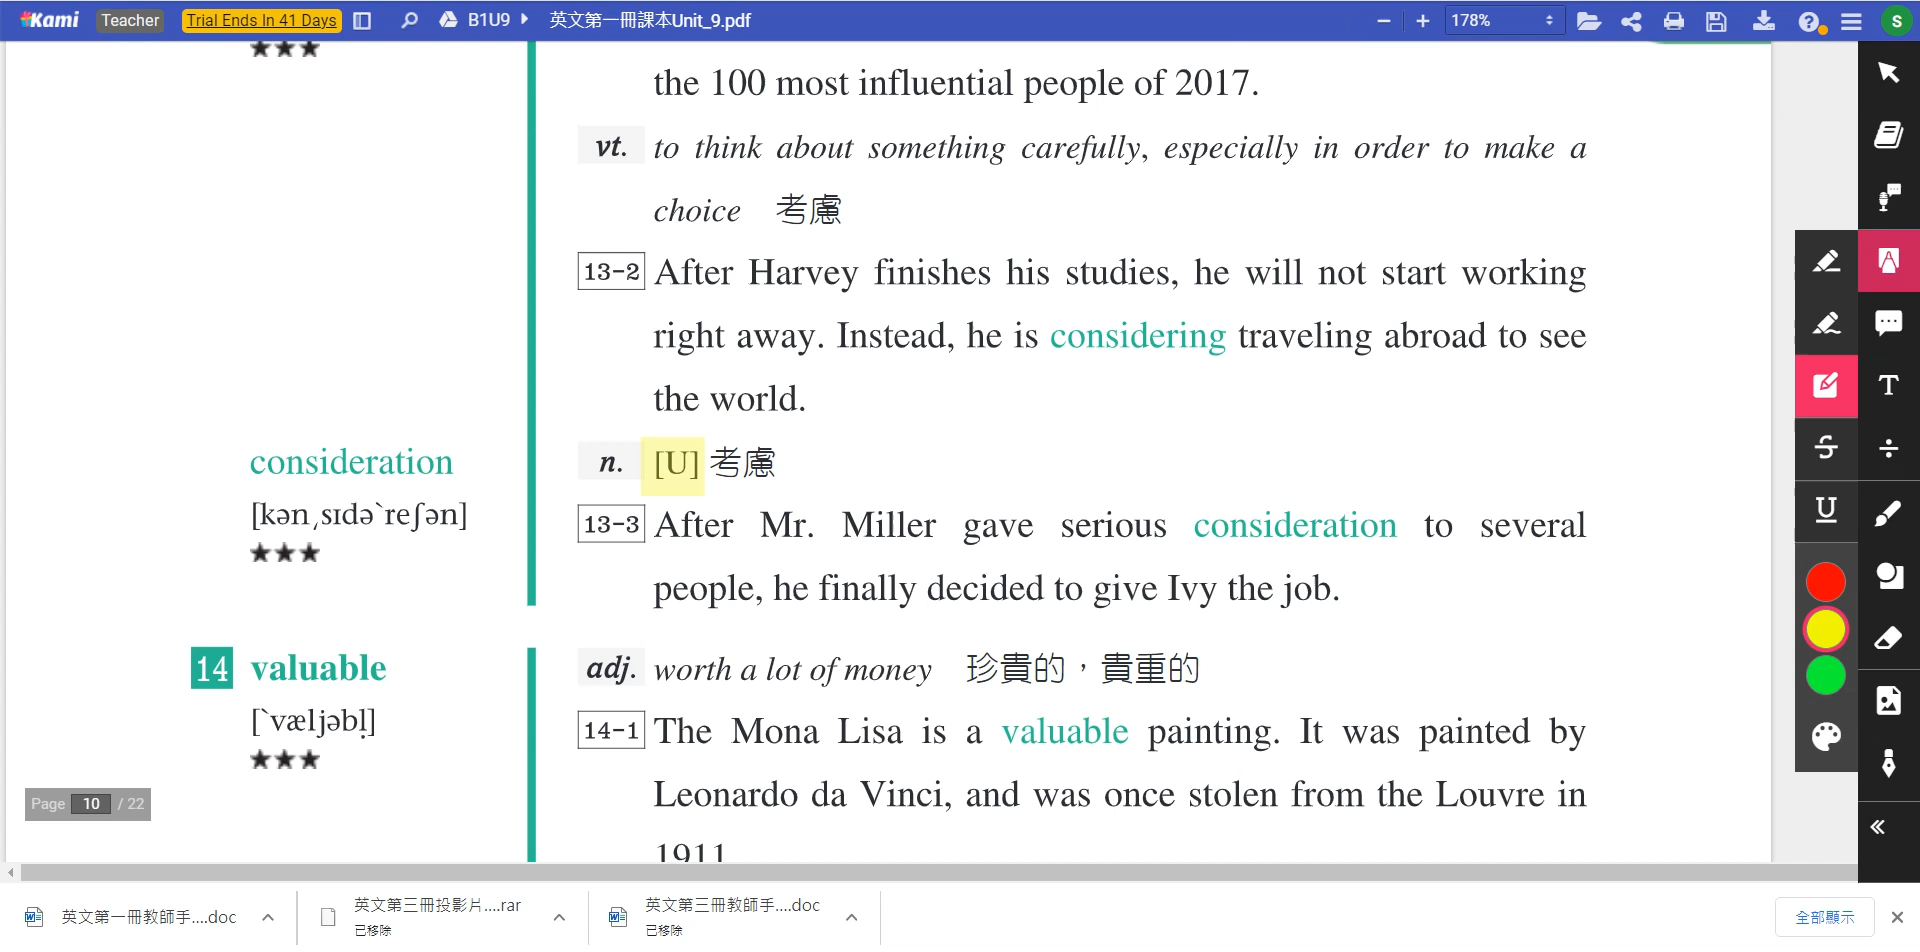 Kami Teacher Trial Ends In 41 Days B1U9 英文第一冊課本Unit_9.pdf 178% S
★★★
the 100 most influential people of 2017.
vt. to think about something carefully, especially in order to make a
choice 考慮
13-2 After Harvey finishes his studies, he will not start working
right away. Instead, he is considering traveling abroad to see
the world.
consideration n. [U] 考慮
[kən͵sɪdəˋreʃən]
13-3 After Mr. Miller gave serious consideration to several
★★★
people, he finally decided to give Ivy the job.
14 valuable adj. worth a lot of money 珍貴的，貴重的
[ˋvæljəbl̩]
14-1 The Mona Lisa is a valuable painting. It was painted by
★★★
Leonardo da Vinci, and was once stolen from the Louvre in
1911
Page 10 / 22
英文第一冊教師手....doc
英文第三冊投影片....rar
已移除
英文第三冊教師手....doc
已移除
全部顯示